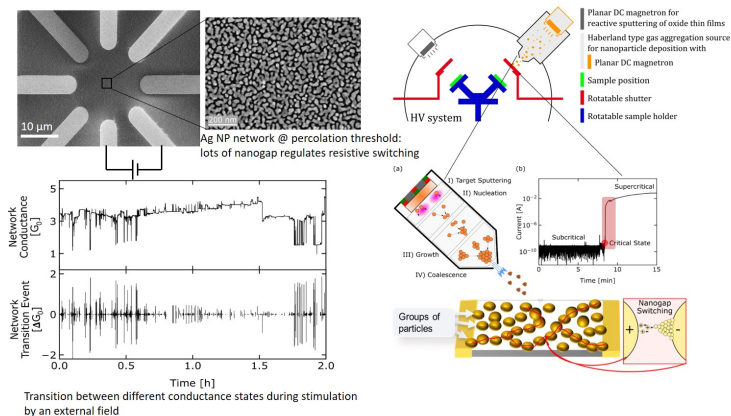 10 μm
200 nm
Ag NP network @ percolation threshold:
lots of nanogap regulates resistive switching
Network
Conductance
[G0]
5
3
1
Network
Transition Event
[ΔG0]
2
0
−2
0.0
0.5
1.0
1.5
2.0
Time [h]
Transition between different conductance states during stimulation
by an external field
HV system
Planar DC magnetron for
reactive sputtering of oxide thin films
Haberland type gas aggregation source
for nanoparticle deposition with
Planar DC magnetron
Sample position
Rotatable shutter
Rotatable sample holder
(a)
I) Target Sputtering
II) Nucleation
III) Growth
IV) Coalescence
(b)
Current [A]
10⁻²
10⁻⁶
10⁻¹⁰
Supercritical
Subcritical
Critical State
0
5
10
15
Time [min]
Groups of
particles
Nanogap
Switching
+
-